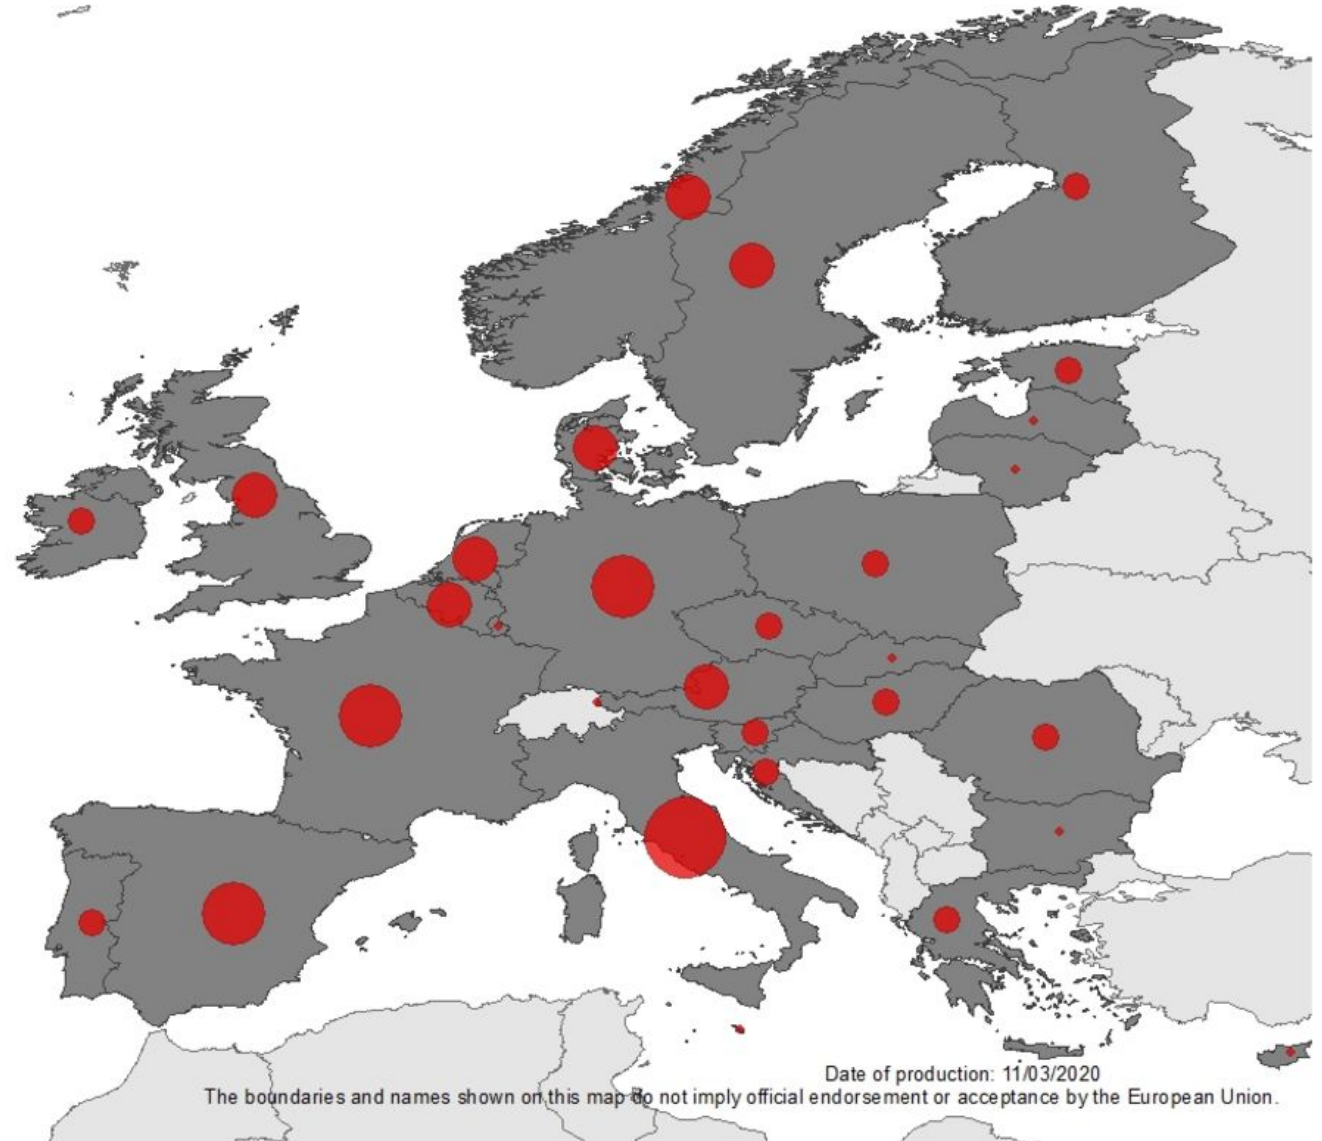 Date of production: 11/03/2020
The boundaries and names shown on this map do not imply official endorsement or acceptance by the European Union.